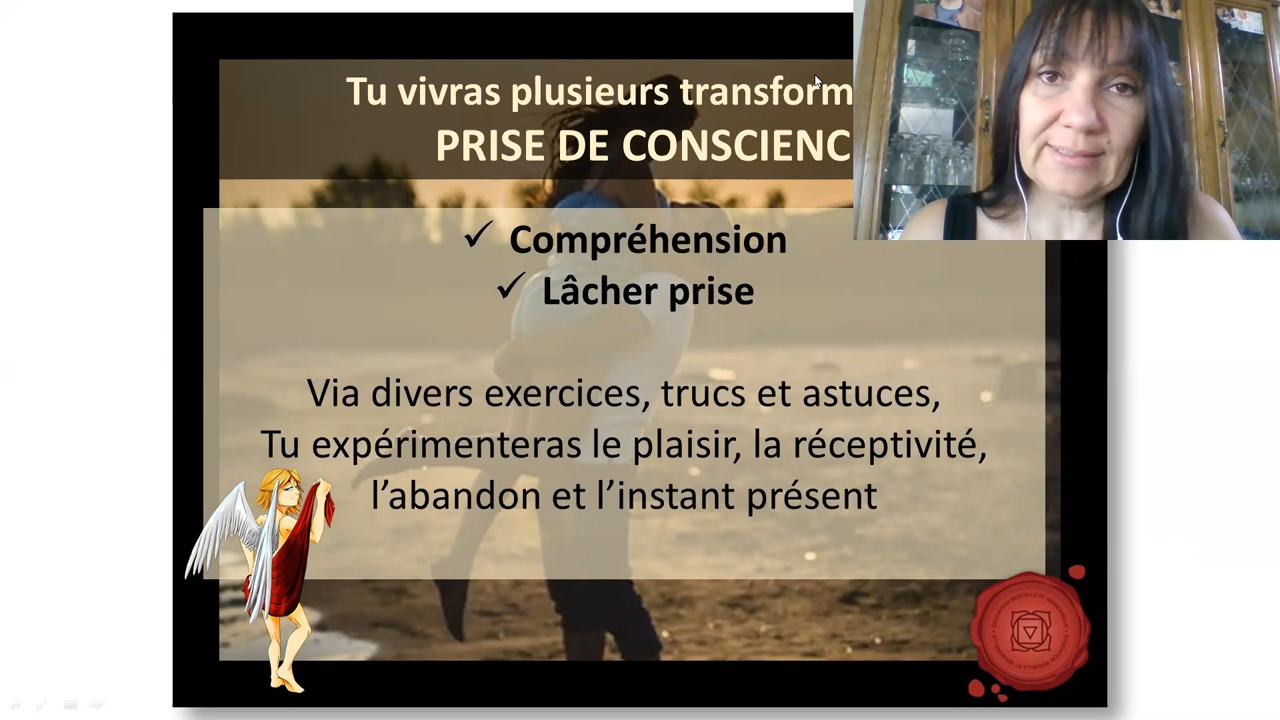 Tu vivras plusieurs transform
PRISE DE CONSCIENC
✓ Compréhension
✓ Lâcher prise
Via divers exercices, trucs et astuces,
Tu expérimenteras le plaisir, la réceptivité,
l’abandon et l’instant présent